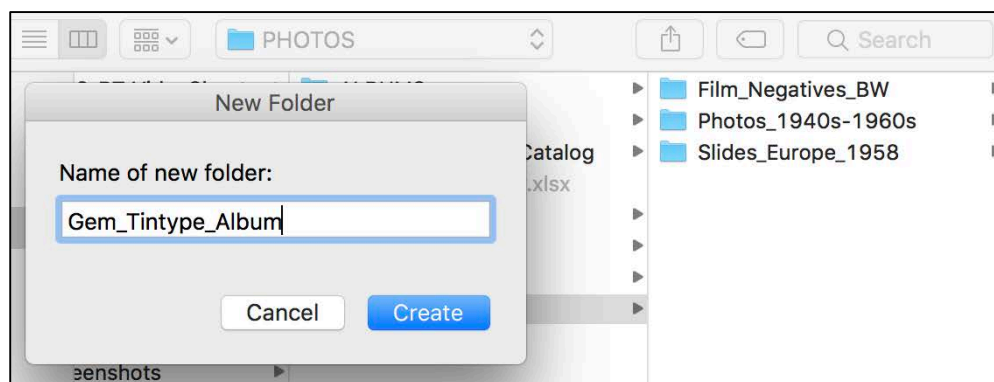 PHOTOS
Search
New Folder
Name of new folder:
Gem_Tintype_Album
Cancel
Create
Catalog
.xlsx
Film_Negatives_BW
Photos_1940s-1960s
Slides_Europe_1958
eenshots